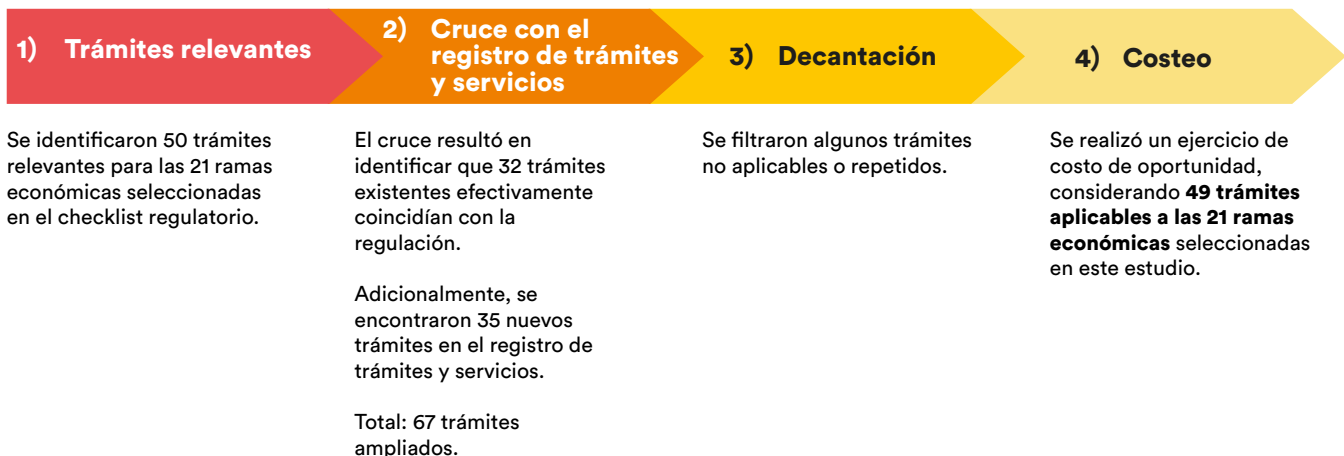 1) Trámites relevantes
2) Cruce con el
registro de trámites
y servicios
3) Decantación
4) Costeo
Se identificaron 50 trámites
relevantes para las 21 ramas
económicas seleccionadas
en el checklist regulatorio.
El cruce resultó en
identificar que 32 trámites
existentes efectivamente
coincidían con la
regulación.
Adicionalmente, se
encontraron 35 nuevos
trámites en el registro de
trámites y servicios.
Total: 67 trámites
ampliados.
Se filtraron algunos trámites
no aplicables o repetidos.
Se realizó un ejercicio de
costo de oportunidad,
considerando 49 trámites
aplicables a las 21 ramas
económicas seleccionadas
en este estudio.